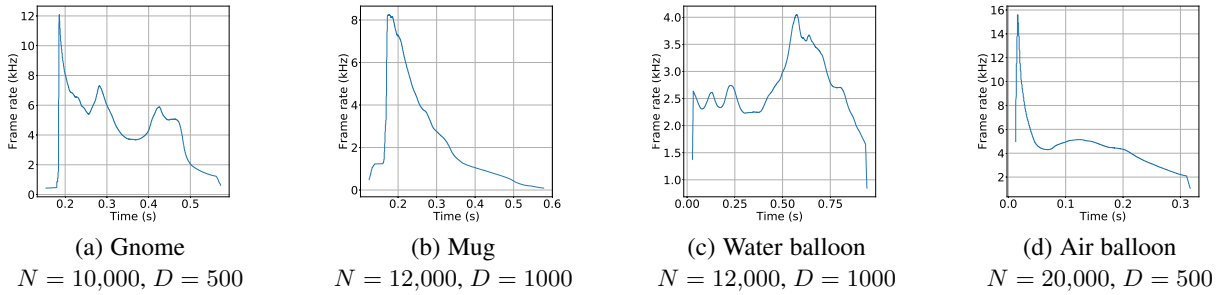 12
10
8
6
4
2
0
Frame rate (kHz)
0.2 0.3 0.4 0.5
Time (s)
(a) Gnome
N = 10,000, D = 500
8
6
4
2
0
Frame rate (kHz)
0.2 0.3 0.4 0.5 0.6
Time (s)
(b) Mug
N = 12,000, D = 1000
4.0
3.5
3.0
2.5
2.0
1.5
1.0
Frame rate (kHz)
0.00 0.25 0.50 0.75
Time (s)
(c) Water balloon
N = 12,000, D = 1000
16
14
12
10
8
6
4
2
Frame rate (kHz)
0.0 0.1 0.2 0.3
Time (s)
(d) Air balloon
N = 20,000, D = 500